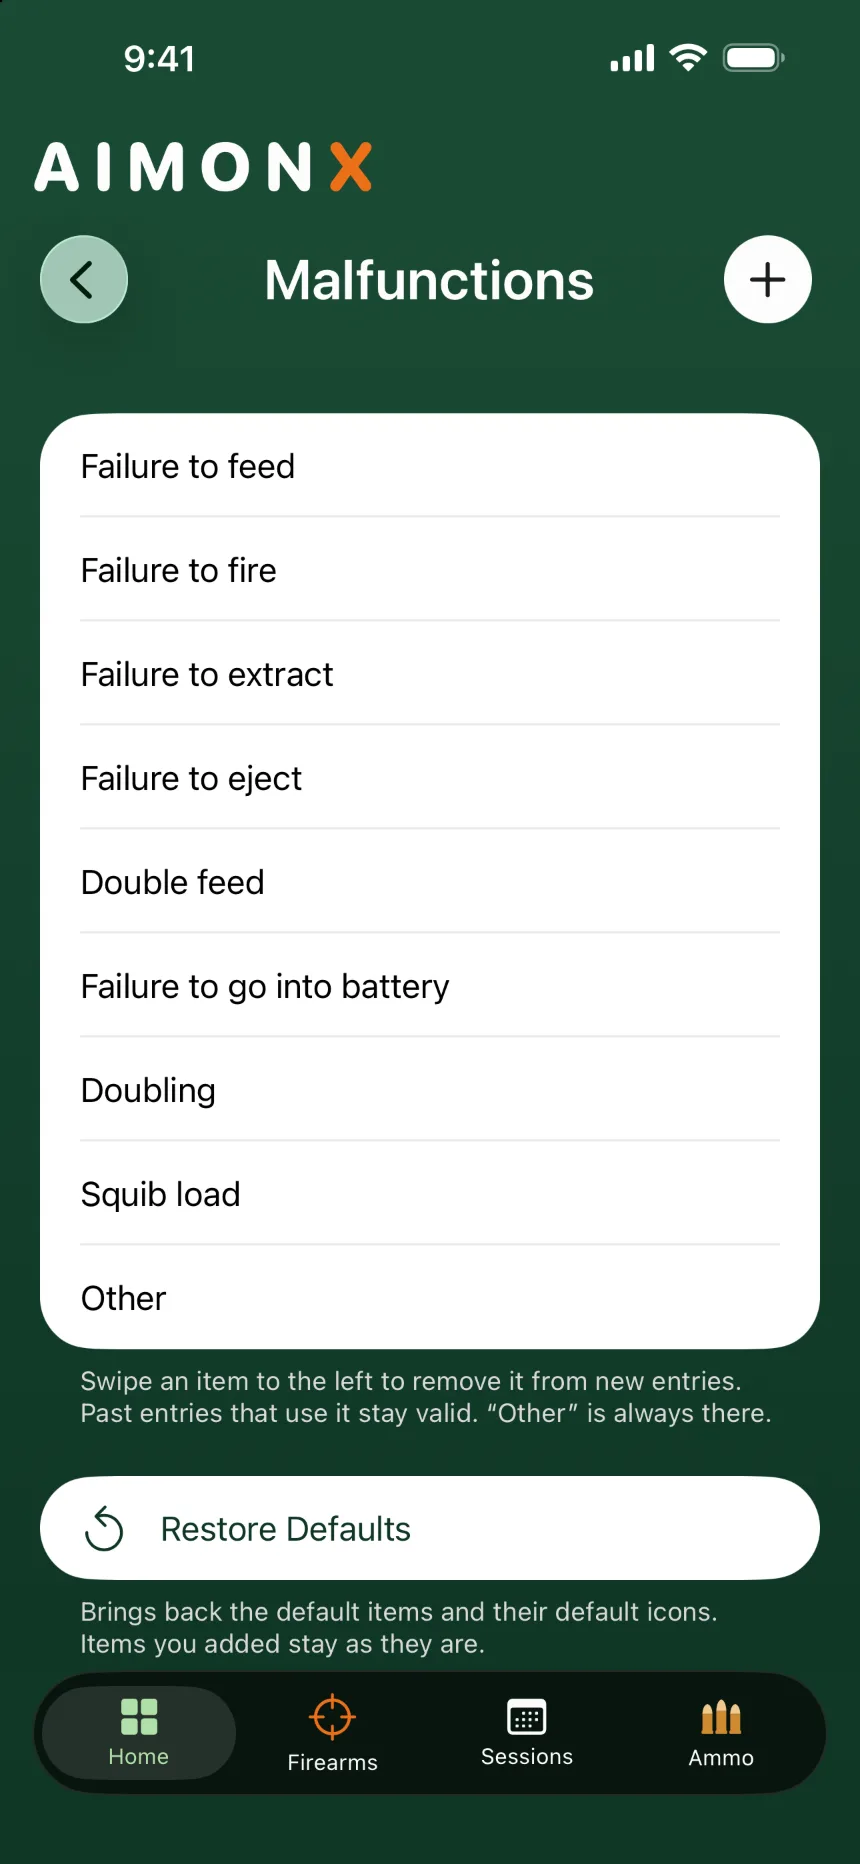 9:41
AIMONX
Malfunctions
Failure to feed
Failure to fire
Failure to extract
Failure to eject
Double feed
Failure to go into battery
Doubling
Squib load
Other
Swipe an item to the left to remove it from new entries.
Past entries that use it stay valid. “Other” is always there.
Restore Defaults
Brings back the default items and their default icons.
Items you added stay as they are.
Home
Firearms
Sessions
Ammo